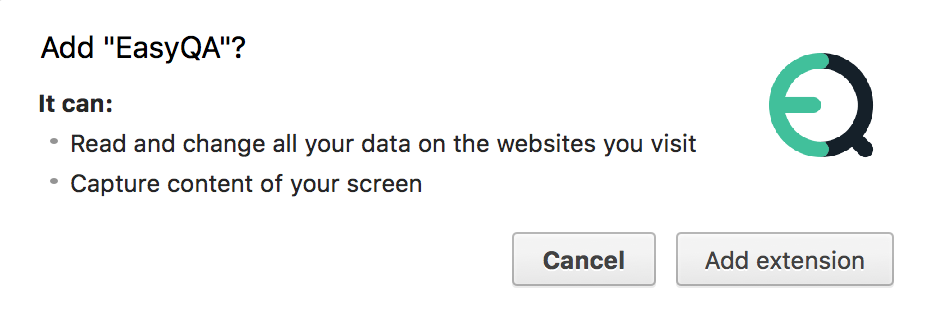 Add "EasyQA"?
It can:
Read and change all your data on the websites you visit
Capture content of your screen
Cancel
Add extension